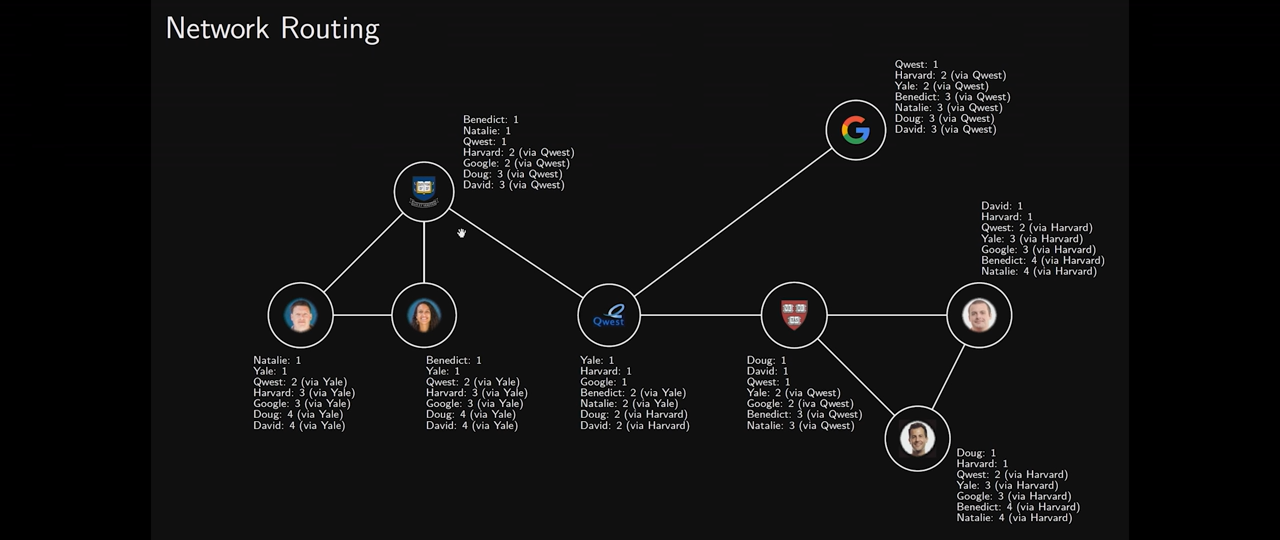 Network Routing
Qwest: 1
Harvard: 2 (via Qwest)
Yale: 2 (via Qwest)
Benedict: 3 (via Qwest)
Natalie: 3 (via Qwest)
Doug: 3 (via Qwest)
David: 3 (via Qwest)
Benedict: 1
Natalie: 1
Qwest: 1
Harvard: 2 (via Qwest)
Google: 2 (via Qwest)
Doug: 3 (via Qwest)
David: 3 (via Qwest)
David: 1
Harvard: 1
Qwest: 2 (via Harvard)
Yale: 3 (via Harvard)
Google: 3 (via Harvard)
Benedict: 4 (via Harvard)
Natalie: 4 (via Harvard)
Qwest
Natalie: 1
Yale: 1
Qwest: 2 (via Yale)
Harvard: 3 (via Yale)
Google: 3 (via Yale)
Doug: 4 (via Yale)
David: 4 (via Yale)
Benedict: 1
Yale: 1
Qwest: 2 (via Yale)
Harvard: 3 (via Yale)
Google: 3 (via Yale)
Doug: 4 (via Yale)
David: 4 (via Yale)
Yale: 1
Harvard: 1
Google: 1
Benedict: 2 (via Yale)
Natalie: 2 (via Yale)
Doug: 2 (via Harvard)
David: 2 (via Harvard)
Doug: 1
David: 1
Qwest: 1
Yale: 2 (via Qwest)
Google: 2 (iva Qwest)
Benedict: 3 (via Qwest)
Natalie: 3 (via Qwest)
Doug: 1
Harvard: 1
Qwest: 2 (via Harvard)
Yale: 3 (via Harvard)
Google: 3 (via Harvard)
Benedict: 4 (via Harvard)
Natalie: 4 (via Harvard)